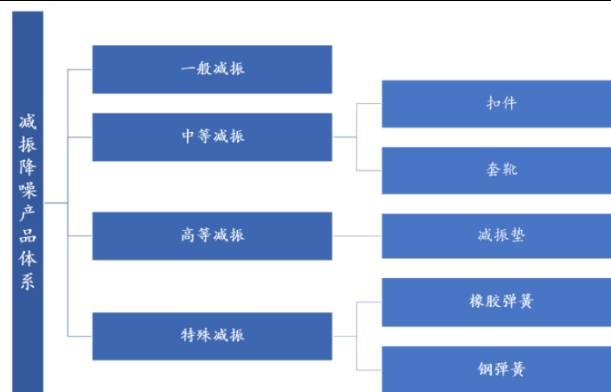 减振降噪产品体系
一般减振
中等减振
扣件
套靴
高等减振
减振垫
特殊减振
橡胶弹簧
钢弹簧